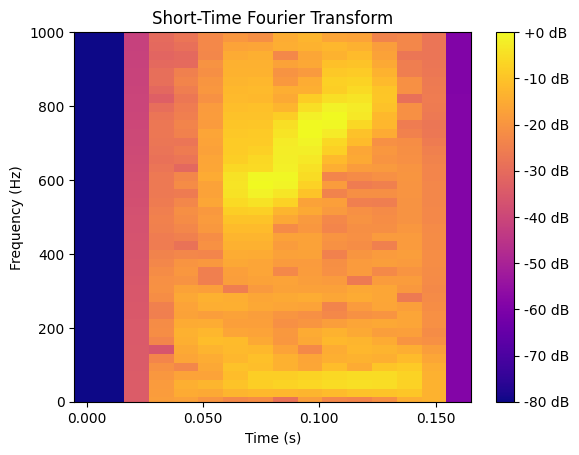 Short-Time Fourier Transform
1000
800
600
400
200
0
Frequency (Hz)
0.000
0.050
0.100
0.150
Time (s)
+0 dB
-10 dB
-20 dB
-30 dB
-40 dB
-50 dB
-60 dB
-70 dB
-80 dB